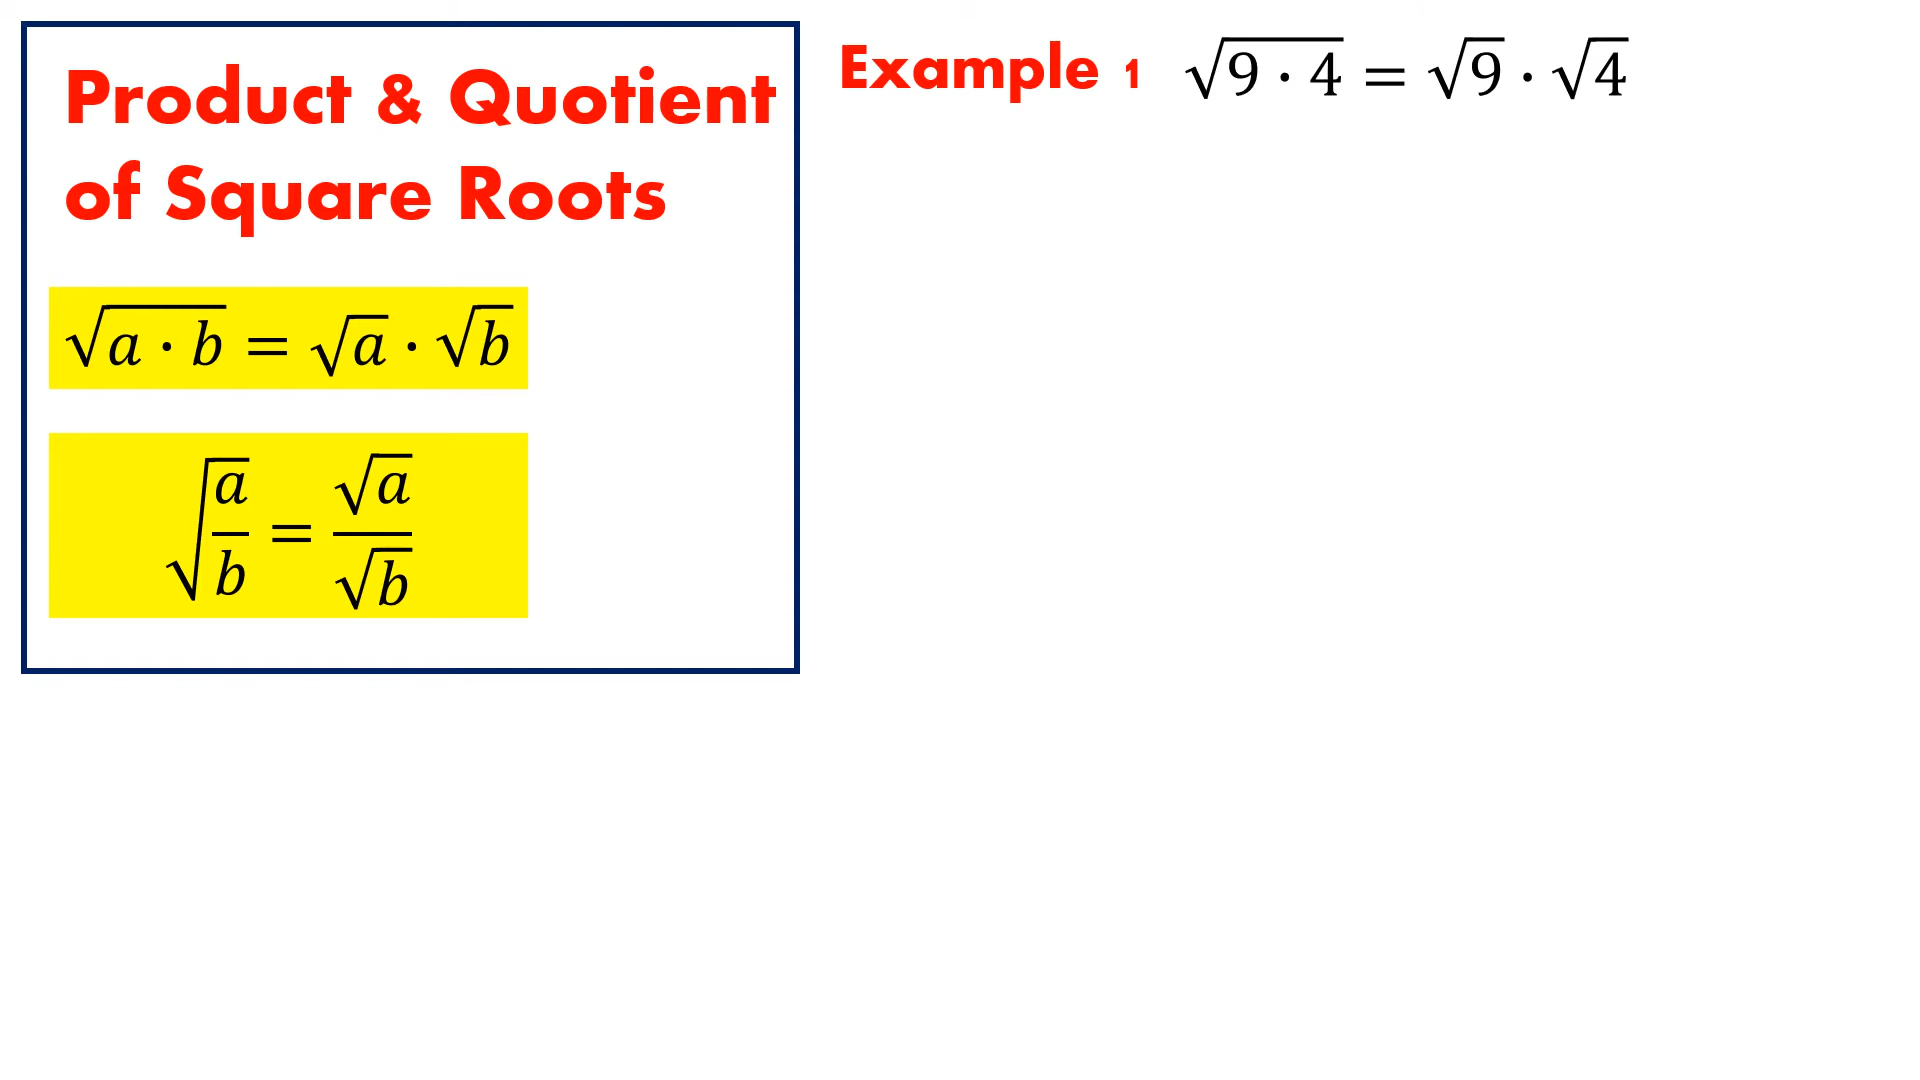 Product & Quotient
of Square Roots
√(a · b) = √a · √b
√(a/b) = √a/√b
Example 1 √(9 · 4) = √9 · √4